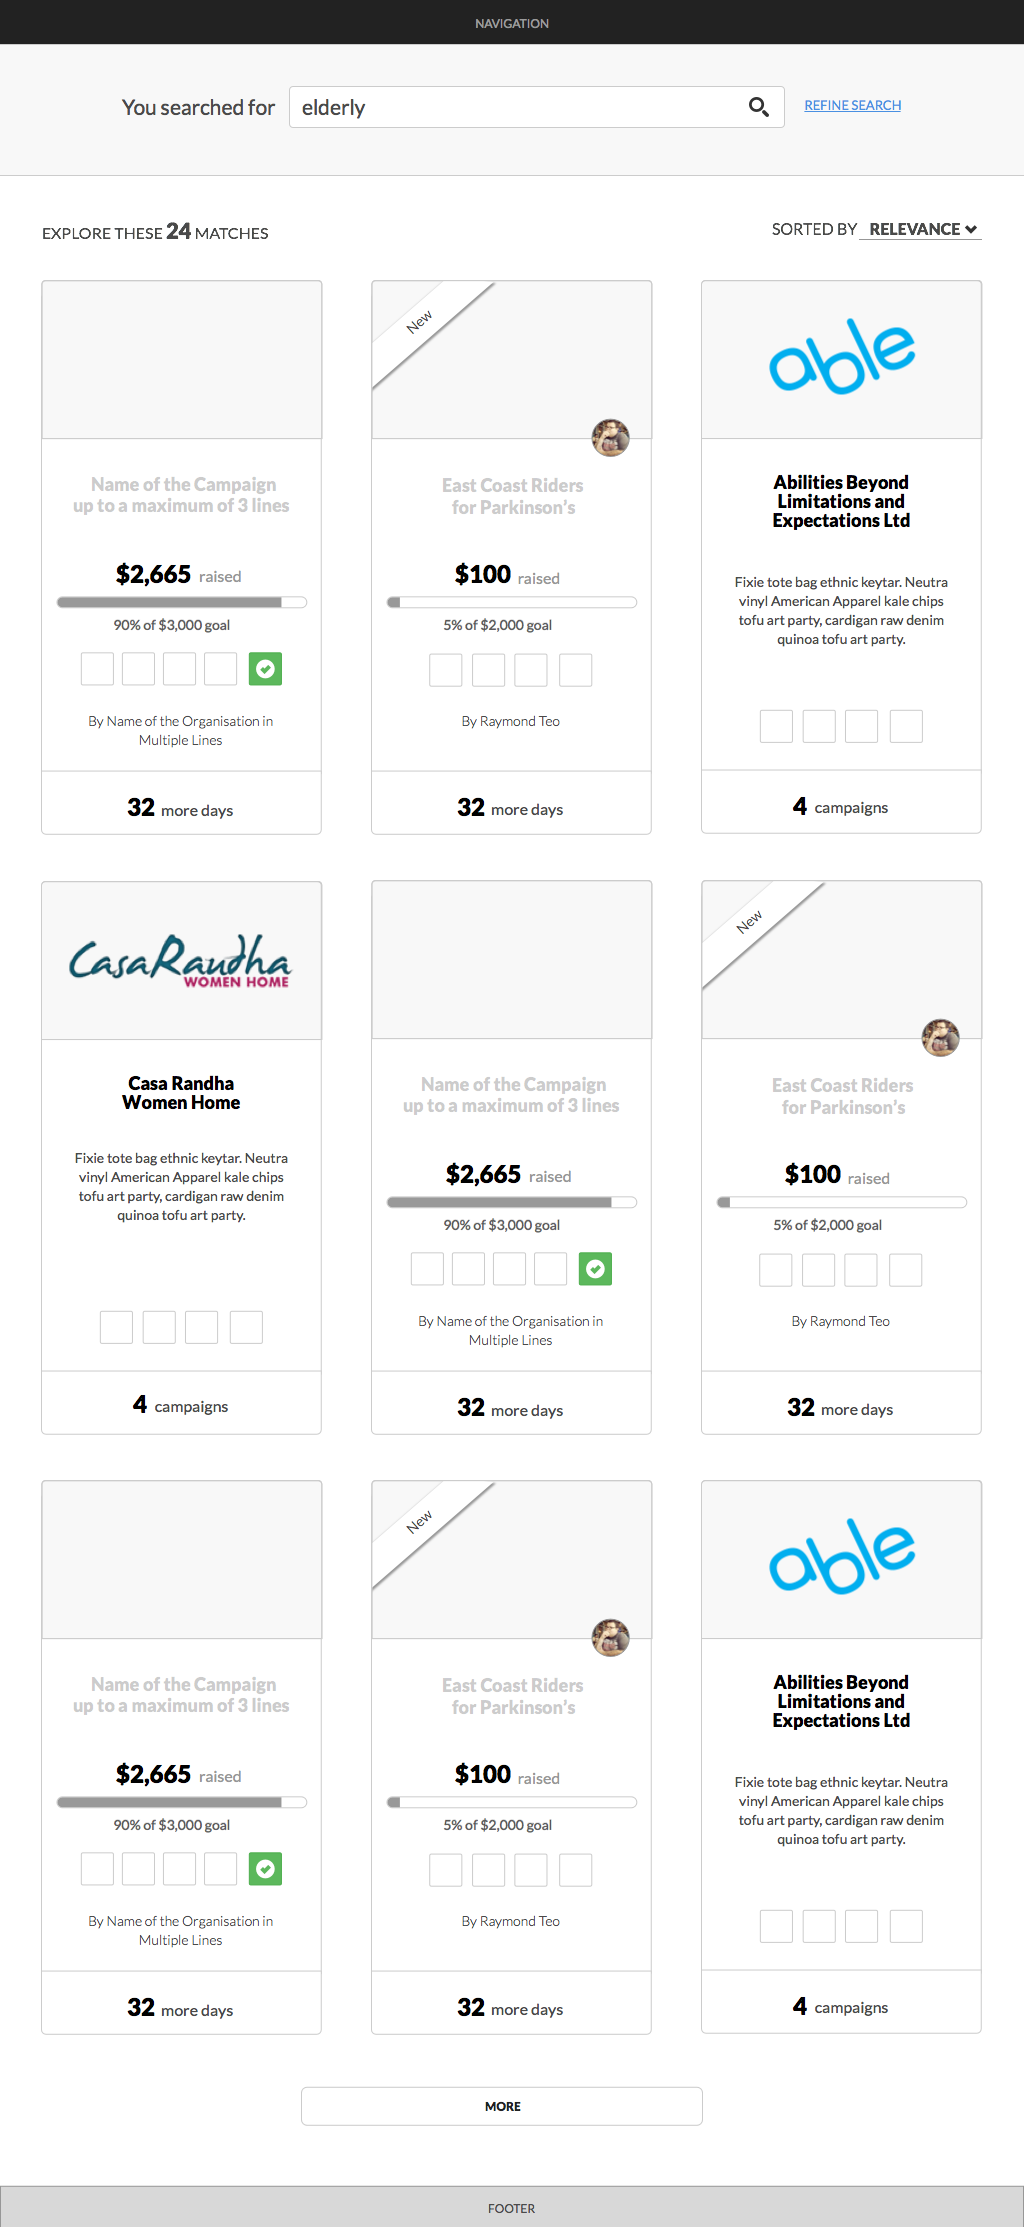 NAVIGATION
You searched for elderly REFINE SEARCH
EXPLORE THESE 24 MATCHES
SORTED BY RELEVANCE
Name of the Campaign
up to a maximum of 3 lines
$2,665 raised
90% of $3,000 goal
By Name of the Organisation in
Multiple Lines
32 more days
New
East Coast Riders
for Parkinson's
$100 raised
5% of $2,000 goal
By Raymond Teo
32 more days
able
Abilities Beyond
Limitations and
Expectations Ltd
Fixie tote bag ethnic keytar. Neutra
vinyl American Apparel kale chips
tofu art party, cardigan raw denim
quinoa tofu art party.
4 campaigns
CasaRaudha
WOMEN HOME
Casa Randha
Women Home
Fixie tote bag ethnic keytar. Neutra
vinyl American Apparel kale chips
tofu art party, cardigan raw denim
quinoa tofu art party.
4 campaigns
Name of the Campaign
up to a maximum of 3 lines
$2,665 raised
90% of $3,000 goal
By Name of the Organisation in
Multiple Lines
32 more days
New
East Coast Riders
for Parkinson's
$100 raised
5% of $2,000 goal
By Raymond Teo
32 more days
Name of the Campaign
up to a maximum of 3 lines
$2,665 raised
90% of $3,000 goal
By Name of the Organisation in
Multiple Lines
32 more days
New
East Coast Riders
for Parkinson's
$100 raised
5% of $2,000 goal
By Raymond Teo
32 more days
able
Abilities Beyond
Limitations and
Expectations Ltd
Fixie tote bag ethnic keytar. Neutra
vinyl American Apparel kale chips
tofu art party, cardigan raw denim
quinoa tofu art party.
4 campaigns
MORE
FOOTER